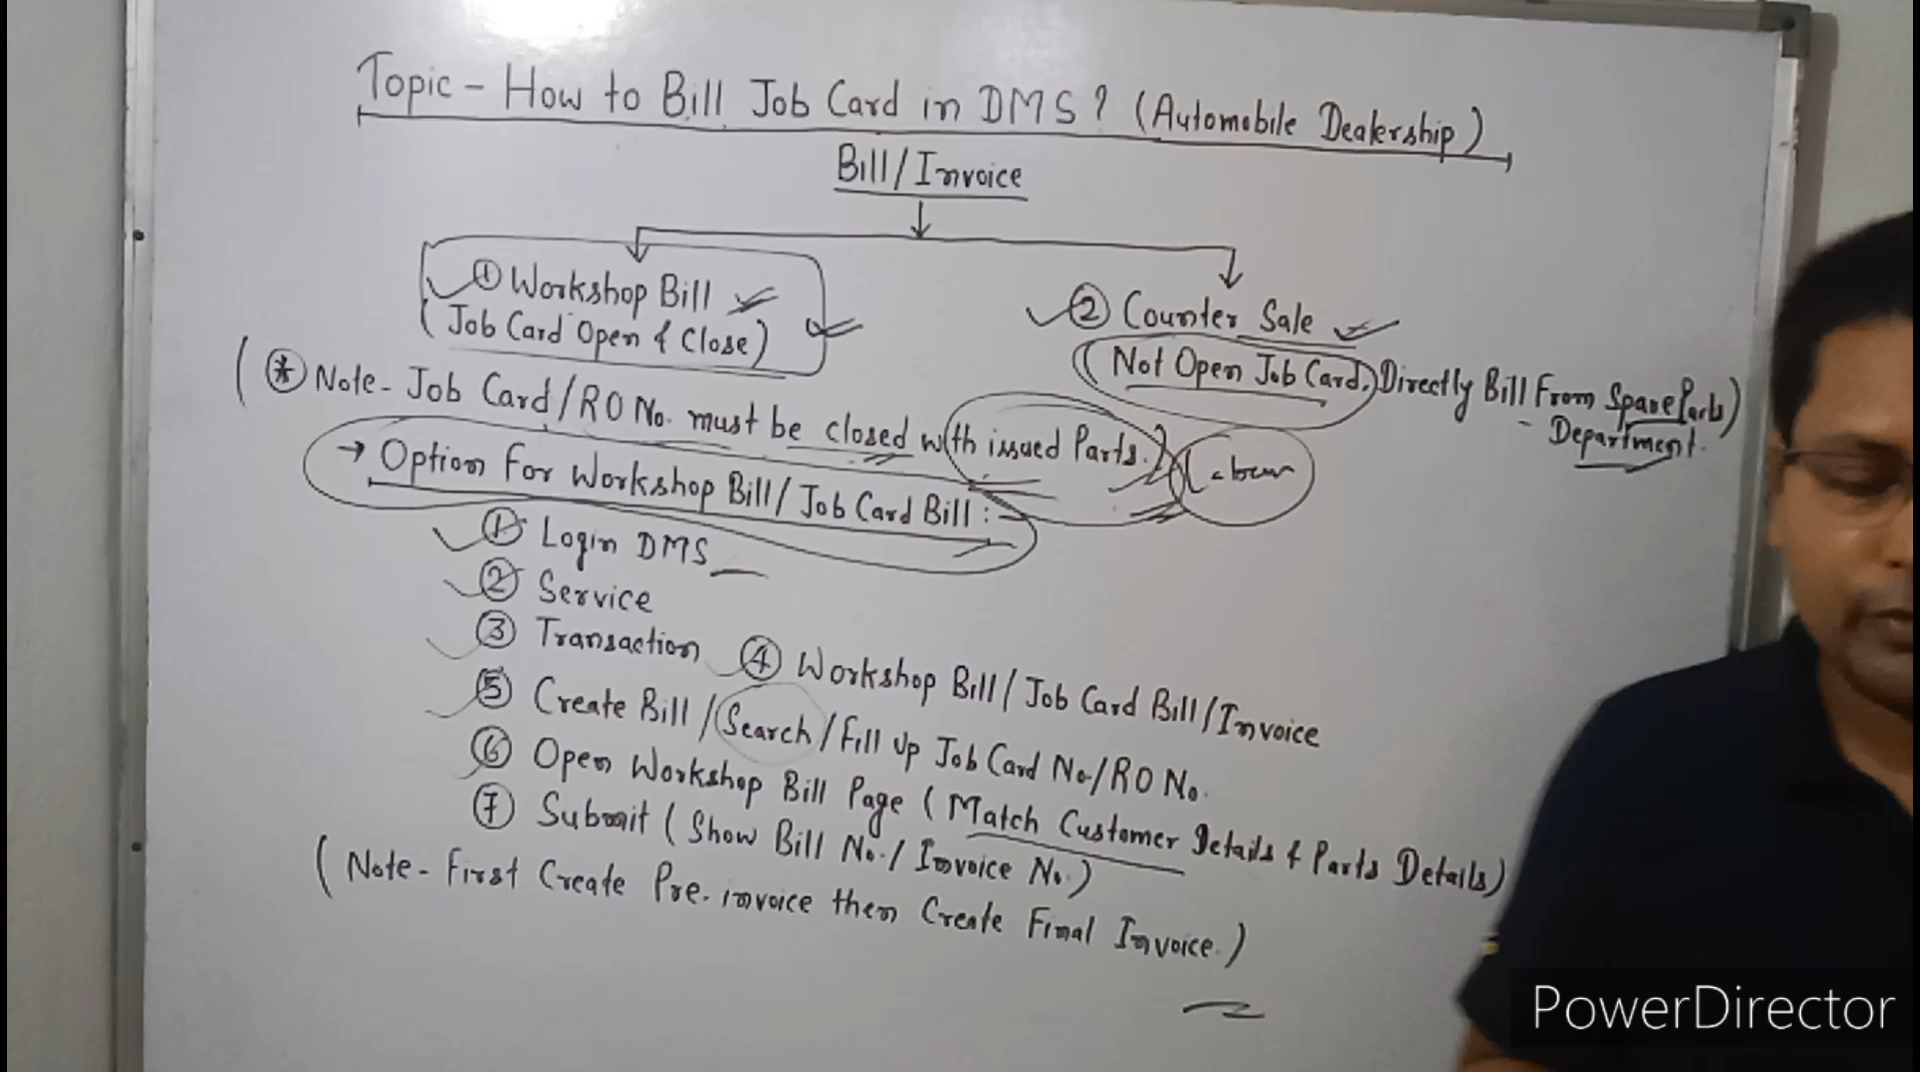 Topic - How to Bill Job Card in DMS? (Automobile Dealership)
Bill/Invoice
① Workshop Bill
(Job Card Open & Close)
② Counter Sale
(Not Open Job Card, Directly Bill From Spare Parts)
- Department.
(* Note - Job Card/RO No. must be closed with issued Parts.) Labour
→ Option For Workshop Bill/Job Card Bill :-
① Login DMS
② Service
③ Transaction ④ Workshop Bill/Job Card Bill/Invoice
⑤ Create Bill/Search/Fill Up Job Card No./RO No.
⑥ Open Workshop Bill Page (Match Customer Details & Parts Details)
⑦ Submit (Show Bill No./Invoice No.)
(Note - First Create Pre-invoice then Create Final Invoice.)
PowerDirector